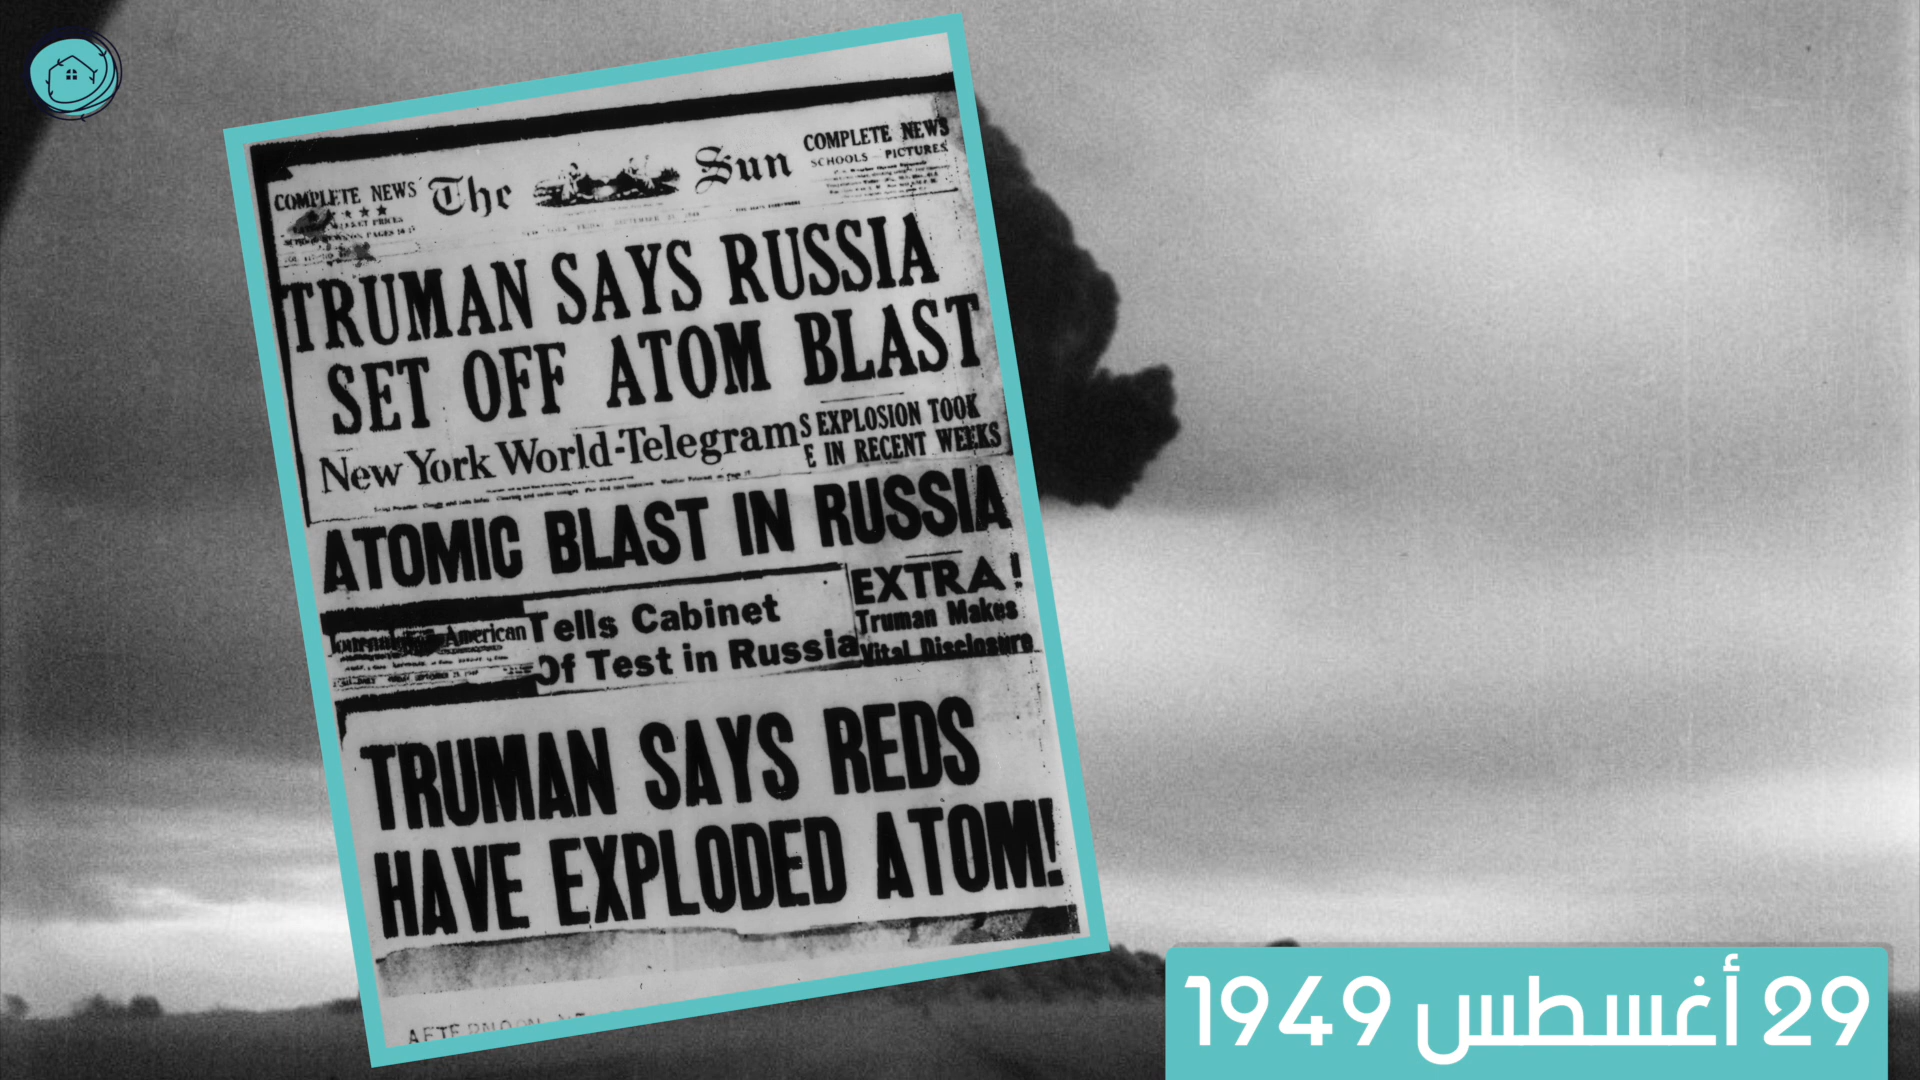 COMPLETE NEWS
The Sun
COMPLETE NEWS
SCHOOLS PICTURES
TRUMAN SAYS RUSSIA
SET OFF ATOM BLAST
New York World-Telegram
S EXPLOSION TOOK
E IN RECENT WEEKS
ATOMIC BLAST IN RUSSIA
American
Tells Cabinet
Of Test in Russia
EXTRA!
Truman Makes
Vital Disclosure
TRUMAN SAYS REDS
HAVE EXPLODED ATOM!
29 أغسطس 1949